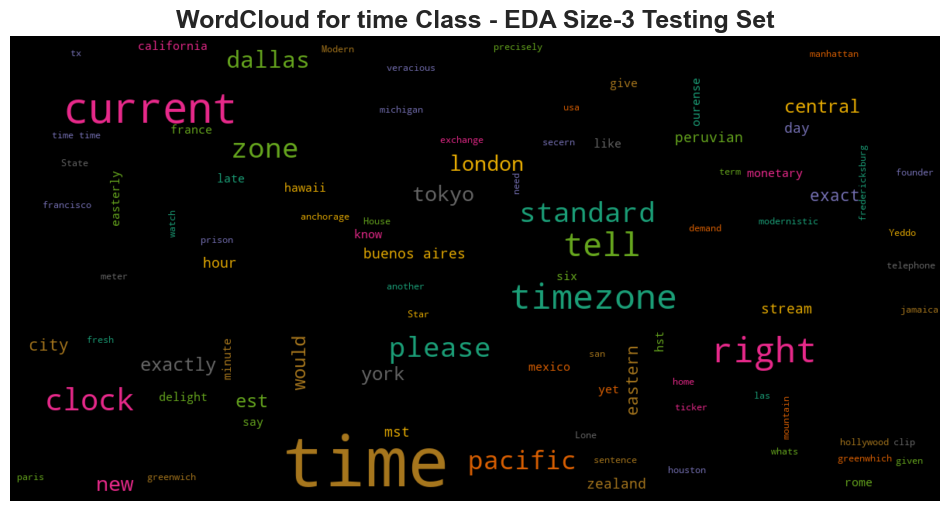 WordCloud for time Class - EDA Size-3 Testing Set
tx
california
dallas
Modern
precisely
manhattan
veracious
give
current
michigan
usa
ourense
central
time time
france
zone
exchange
secern
like
peruvian
day
State
late
hawaii
london
tokyo
need
term
monetary
exact
fredericksburg
founder
easterly
francisco
watch
prison
anchorage
House
know
standard
demand
modernistic
Yeddo
hour
buenos aires
tell
telephone
meter
another
six
timezone
Star
stream
jamaica
city
fresh
minute
would
please
york
exactly
mexico
san
eastern
hst
right
clock
delight
est
say
yet
home
ticker
las
mountain
time
mst
Lone
pacific
sentence
whats
hollywood
clip
greenwhich
given
paris
new
greenwich
zealand
houston
rome